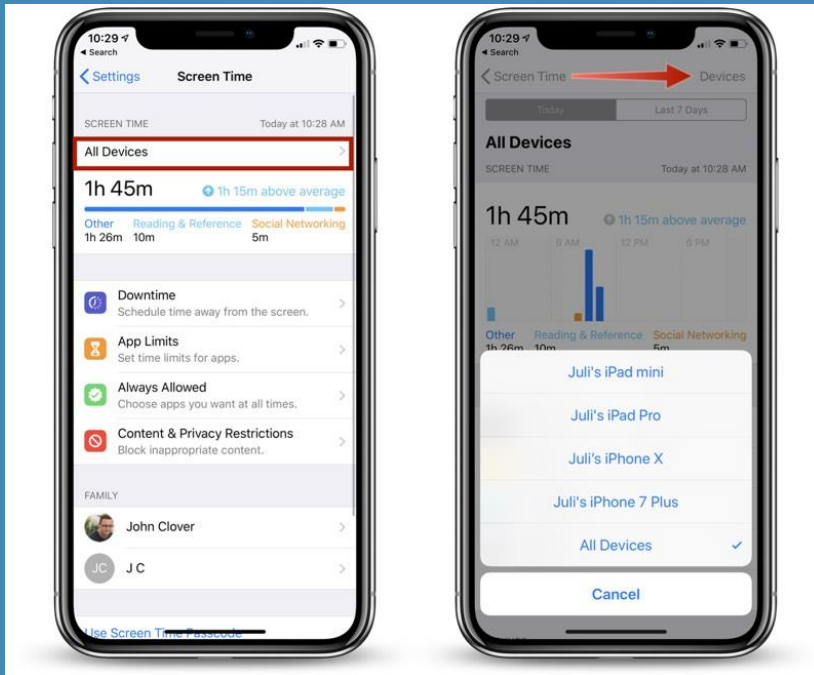 10:29
Search
Settings
Screen Time
SCREEN TIME
Today at 10:28 AM
All Devices
1h 45m
1h 15m above average
Other
Reading & Reference
Social Networking
1h 26m
10m
5m
Downtime
Schedule time away from the screen.
App Limits
Set time limits for apps.
Always Allowed
Choose apps you want at all times.
Content & Privacy Restrictions
Block inappropriate content.
FAMILY
John Clover
JC
J C
Use Screen Time Passcode
10:29
Search
Screen Time
Devices
Today
Last 7 Days
All Devices
SCREEN TIME
Today at 10:28 AM
1h 45m
1h 15m above average
12 AM
6 AM
12 PM
6 PM
Other
Reading & Reference
Social Networking
1h 26m
10m
5m
Juli's iPad mini
Juli's iPad Pro
Juli's iPhone X
Juli's iPhone 7 Plus
All Devices
Cancel